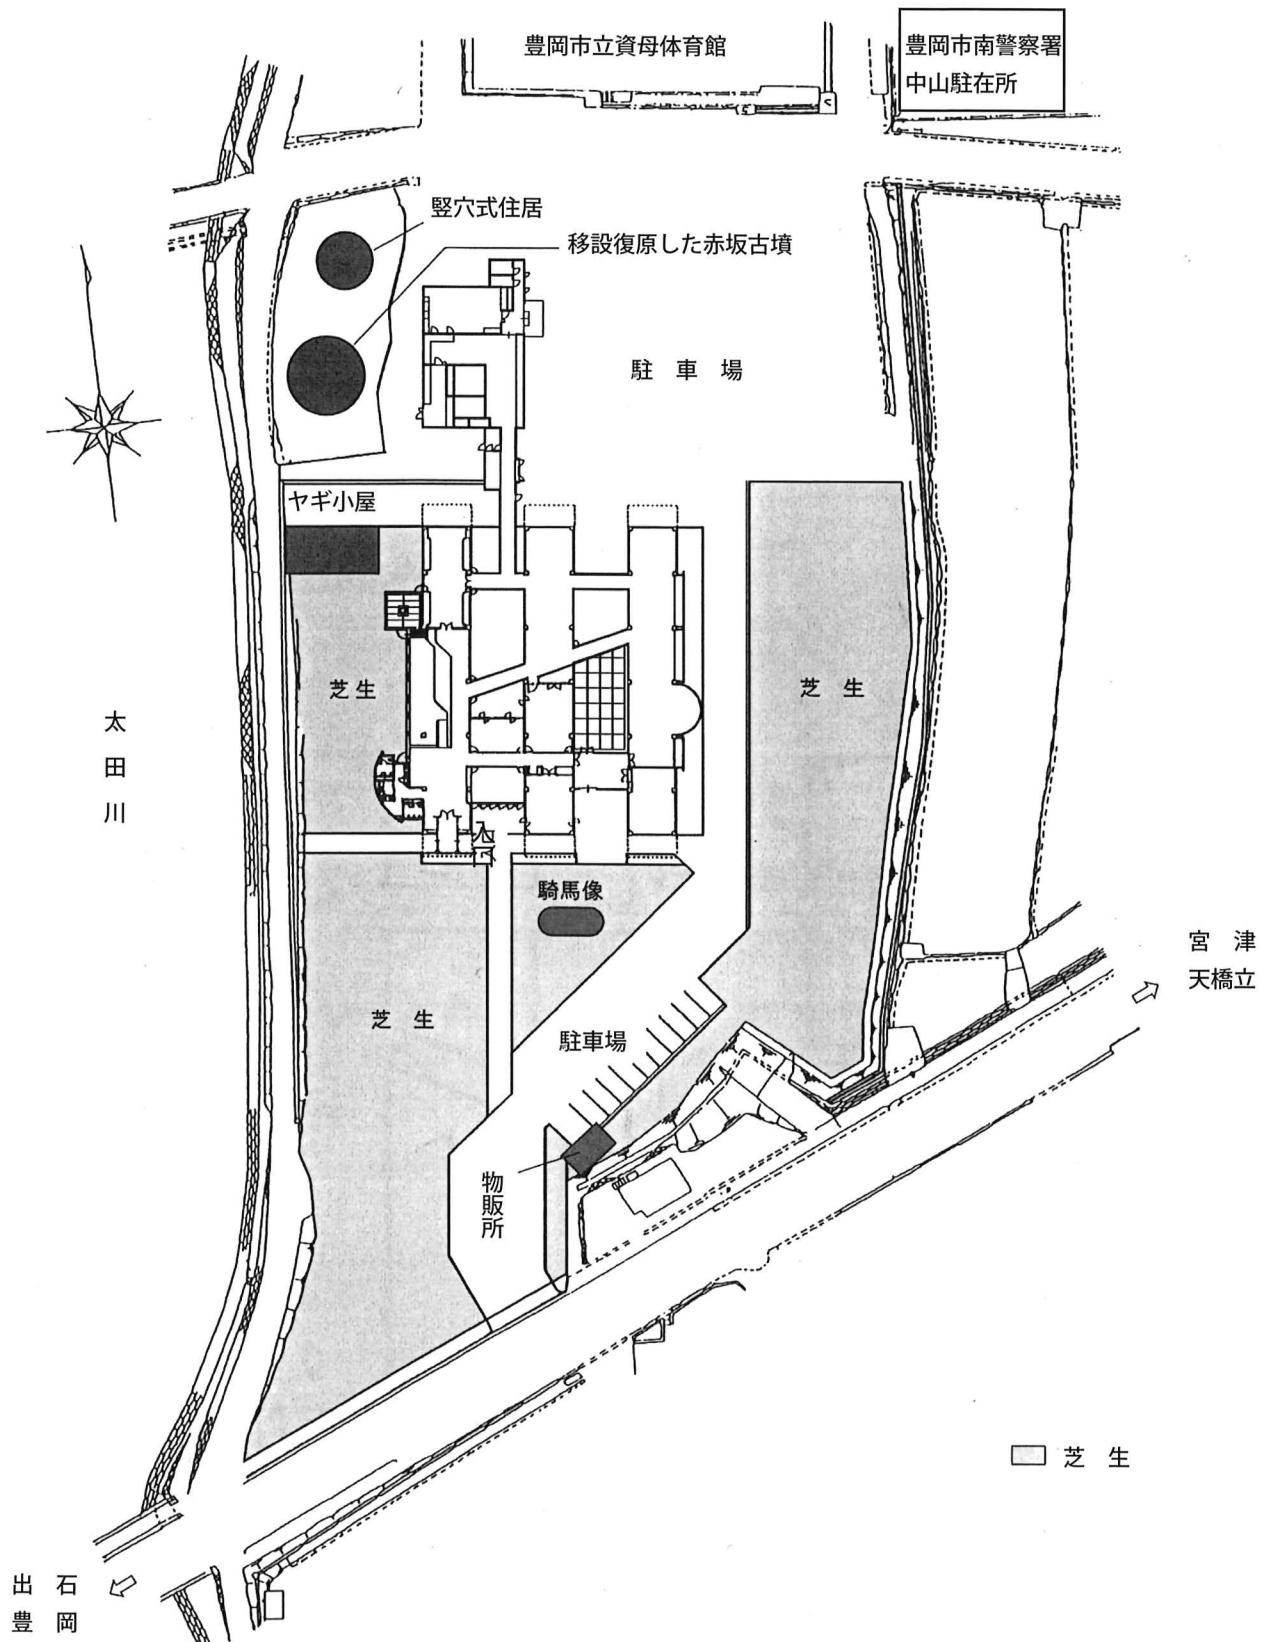 豊岡市立資母体育館
豊岡市南警察署
中山駐在所
竪穴式住居
移設復原した赤坂古墳
駐車場
ヤギ小屋
芝生
芝生
太田川
入口
騎馬像
宮津
天橋立
芝生
駐車場
物販所
芝生
出石
豊岡